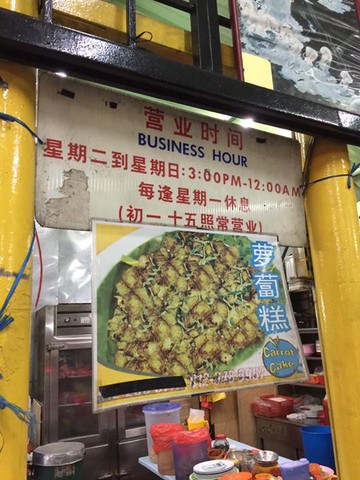 营业时间
BUSINESS HOUR
星期二到星期日:3:00PM-12:00AM
每逢星期一休息
(初一 十五照常营业)
萝蔔糕
Carrot
Cake